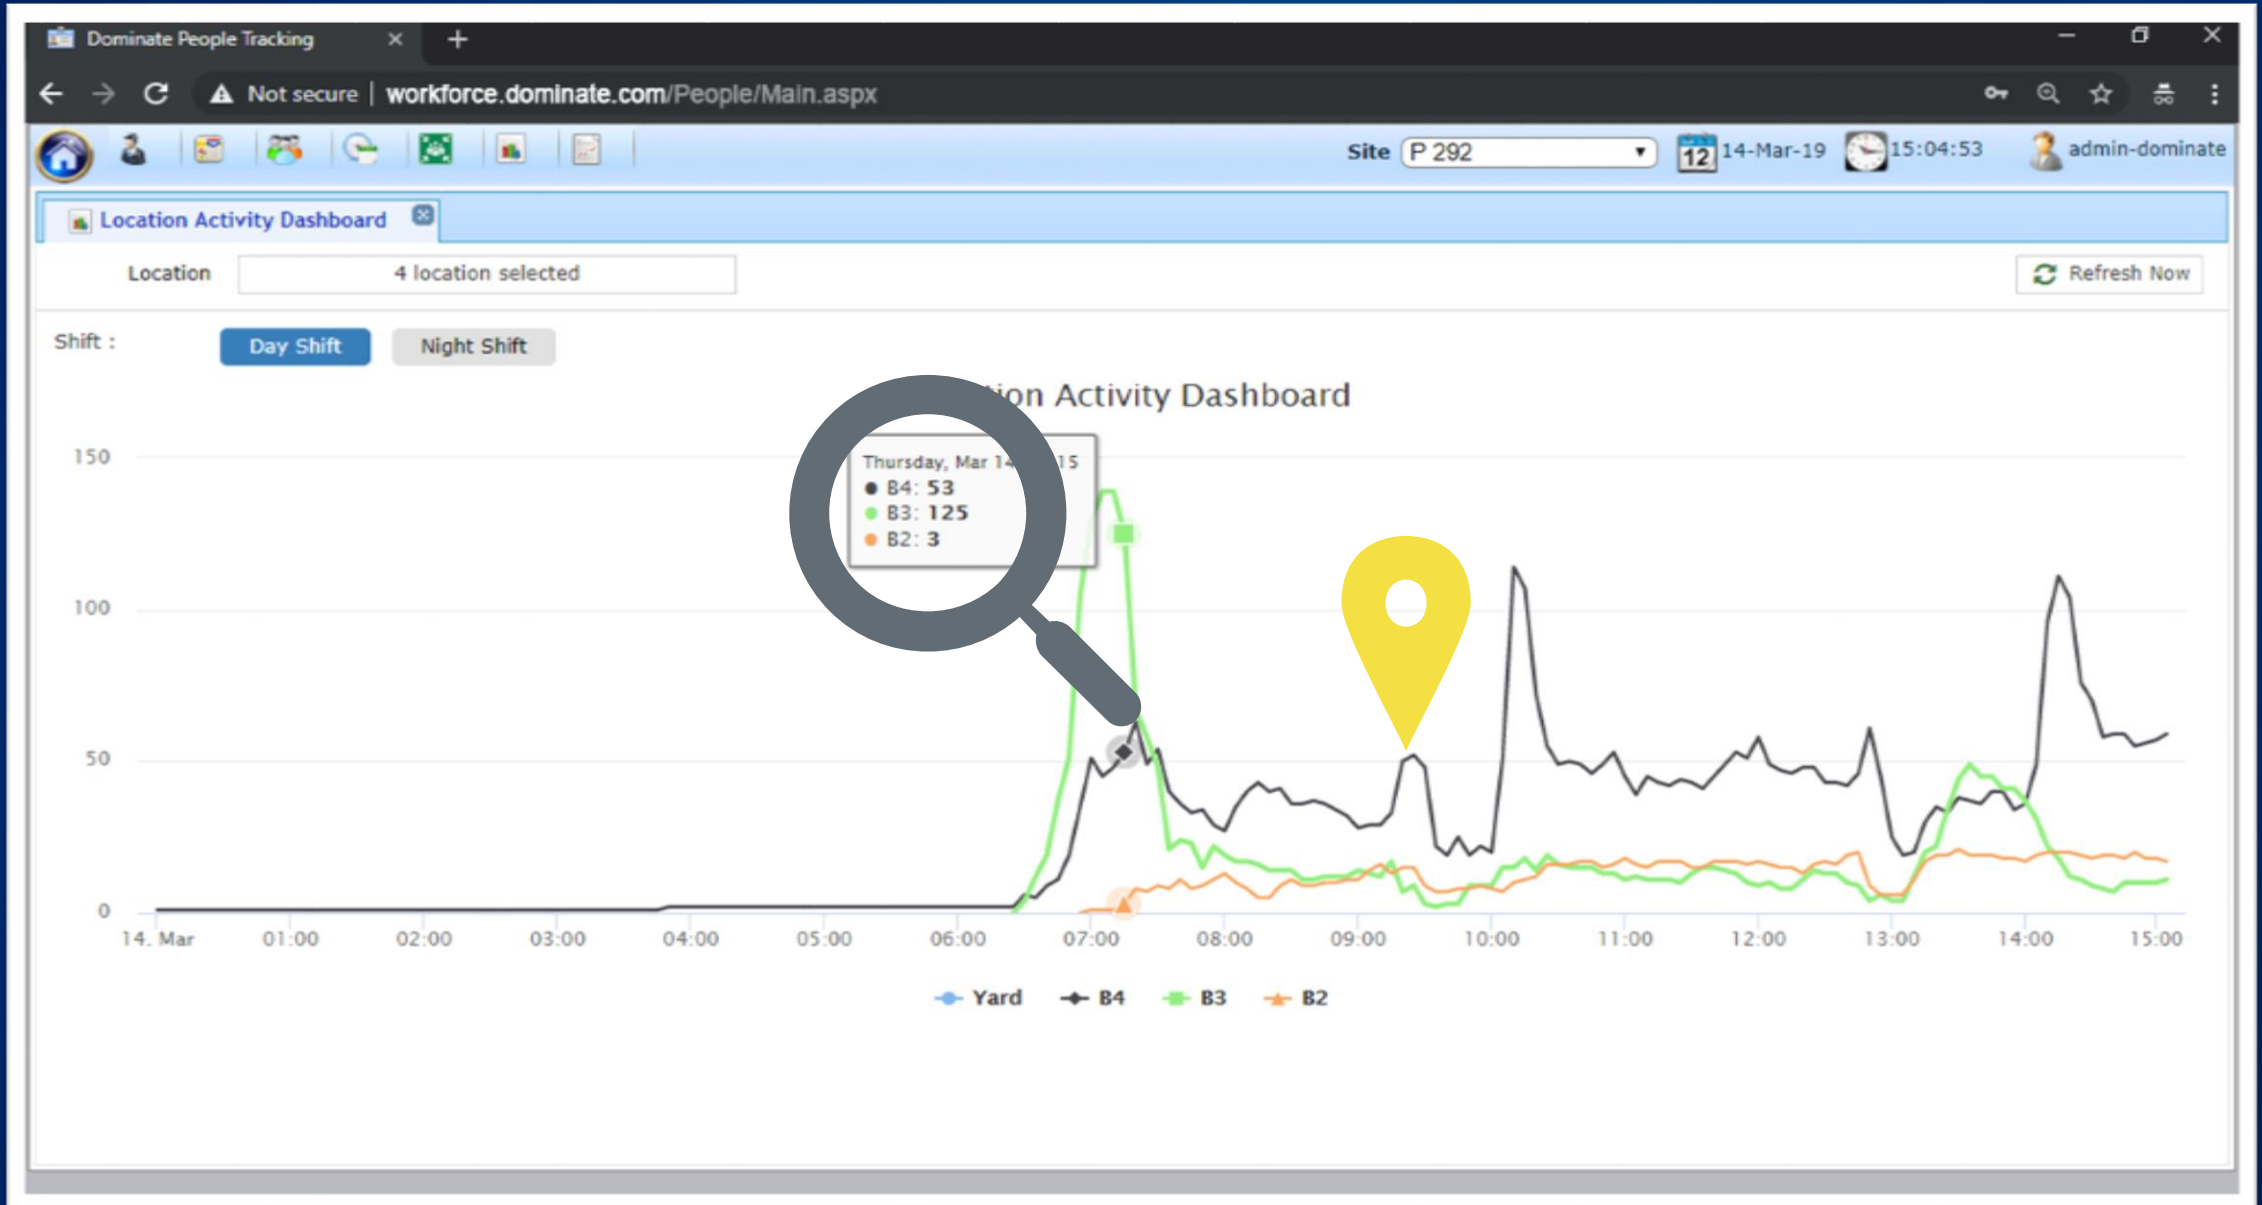 Dominate People Tracking
Not secure | workforce.dominate.com/People/Main.aspx
Site P 292 12 14-Mar-19 15:04:53 admin-dominate
Location Activity Dashboard
Location 4 location selected Refresh Now
Shift : Day Shift Night Shift
ion Activity Dashboard
Thursday, Mar 14 15
B4: 53
B3: 125
B2: 3
150
100
50
0
14. Mar 01:00 02:00 03:00 04:00 05:00 06:00 07:00 08:00 09:00 10:00 11:00 12:00 13:00 14:00 15:00
Yard B4 B3 B2